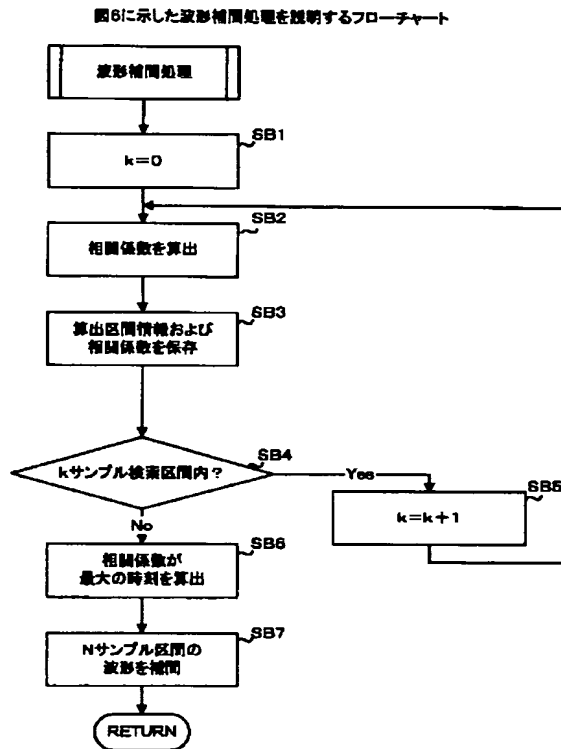 図6に示した波形補間処理を説明するフローチャート
波形補間処理
SB1
k=0
SB2
相関係数を算出
SB3
算出区間情報および
相関係数を保存
SB4
kサンプル検索区間内?
Yes
SB5
k=k+1
No
SB6
相関係数が
最大の時刻を算出
SB7
Nサンプル区間の
波形を補間
RETURN